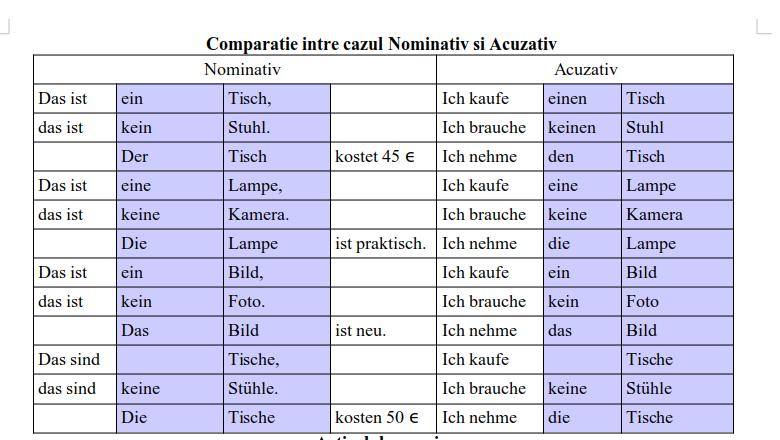 Comparatie intre cazul Nominativ si Acuzativ
Nominativ Acuzativ
Das ist ein Tisch, Ich kaufe einen Tisch
das ist kein Stuhl. Ich brauche keinen Stuhl
Der Tisch kostet 45 € Ich nehme den Tisch
Das ist eine Lampe, Ich kaufe eine Lampe
das ist keine Kamera. Ich brauche keine Kamera
Die Lampe ist praktisch. Ich nehme die Lampe
Das ist ein Bild, Ich kaufe ein Bild
das ist kein Foto. Ich brauche kein Foto
Das Bild ist neu. Ich nehme das Bild
Das sind Tische, Ich kaufe Tische
das sind keine Stühle. Ich brauche keine Stühle
Die Tische kosten 50 € Ich nehme die Tische